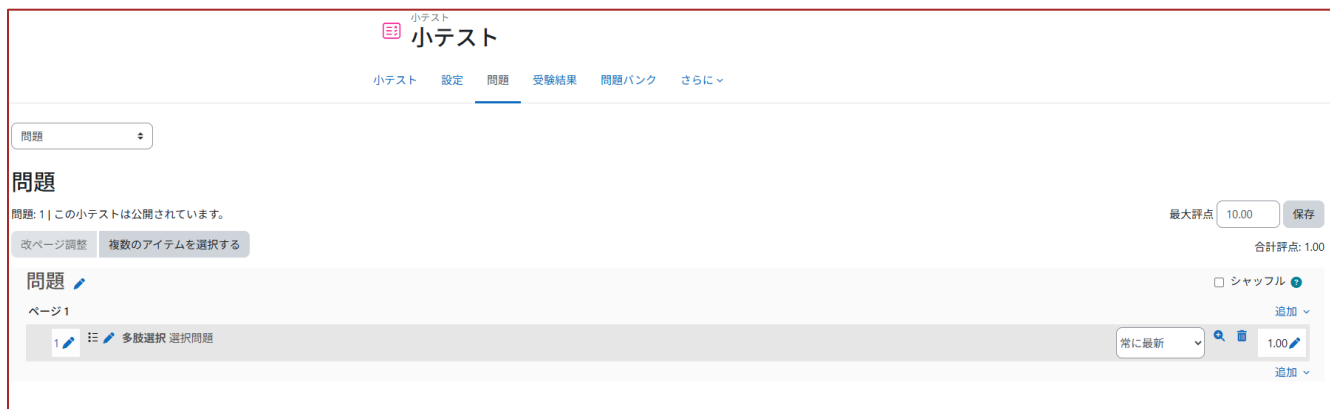 小テスト
小テスト
小テスト 設定 問題 受験結果 問題バンク さらに
問題
問題
問題: 1 | この小テストは公開されています。
最大評点 10.00 保存
改ページ調整 複数のアイテムを選択する
合計評点: 1.00
問題
シャッフル ?
ページ 1
追加
1 多肢選択 選択問題 常に最新 1.00
追加